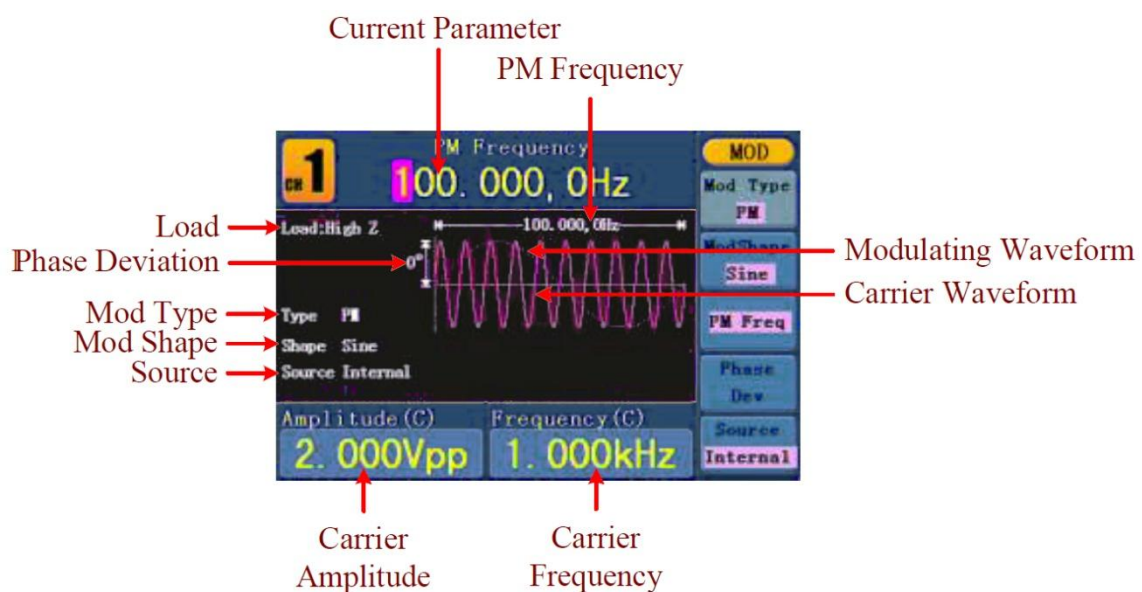 Current Parameter
PM Frequency
PM Frequency
CH 1
100. 000, 0Hz
MOD
Mod Type
PM
ModShape
Sine
PM Freq
Phase
Dev
Source
Internal
Load
Load:High Z
100.000,0Hz
Phase Deviation
0°
Modulating Waveform
Carrier Waveform
Mod Type
Type PM
Mod Shape
Shape Sine
Source
Source Internal
Amplitude(C)
Frequency(C)
2. 000Vpp
1. 000kHz
Carrier
Amplitude
Carrier
Frequency